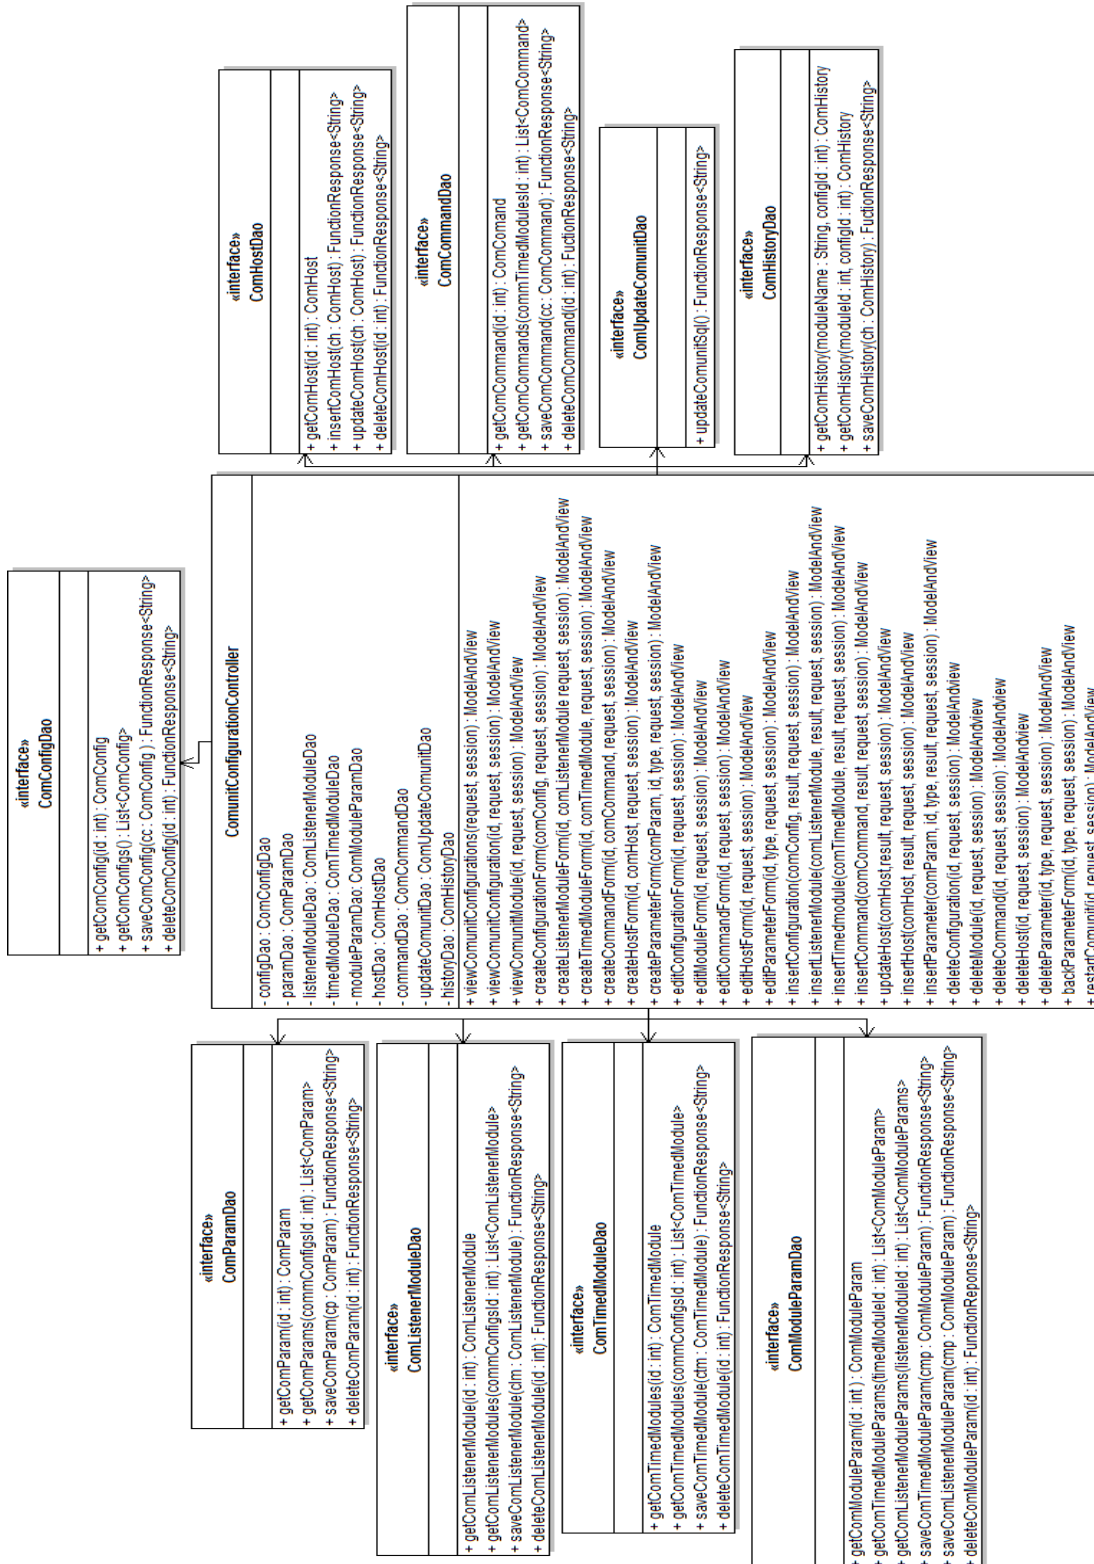 «interface»
ComConfigDao
+ getComConfig(id : int) : ComConfig
+ getComConfigs() : List<ComConfig>
+ saveComConfig(cc : ComConfig ) : FunctionResponse<String>
+ deleteComConfig(id : int) : FunctionResponse<String>
«interface»
ComParamDao
+ getComParam(id : int) : ComParam
+ getComParams(commConfigsId : int) : List<ComParam>
+ saveComParam(cp : ComParam) : FunctionResponse<String>
+ deleteComParam(id : int) : FunctionResponse<String>
«interface»
ComListenerModuleDao
+ getComListenerModule(id : int) : ComListenerModule
+ getComListenerModules(commConfigsId : int) : List<ComListenerModule>
+ saveComListenerModule(clm : ComListenerModule) : FunctionResponse<String>
+ deleteComListenerModule(id : int) : FunctionResponse<String>
«interface»
ComTimedModuleDao
+ getComTimedModules(id : int) : ComTimedModule
+ getComTimedModules(commConfigsId : int) : List<ComTimedModule>
+ saveComTimedModule(ctm : ComTimedModule) : FunctionResponse<String>
+ deleteComTimedModule(id : int) : FunctionResponse<String>
«interface»
ComModuleParamDao
+ getComModuleParam(id : int ) : ComModuleParam
+ getComTimedModuleParams(timedModuleId : int) : List<ComModuleParam>
+ getComListenerModuleParams(listenerModuleId : int) : List<ComModuleParams>
+ saveComTimedModuleParam(cmp : ComModuleParam) : FunctionResponse<String>
+ saveComListenerModuleParam(cmp : ComModuleParam) : FunctionResponse<String>
+ deleteComModuleParam(id : int) : FunctionReponse<String>
ComunitConfigurationController
- configDao : ComConfigDao
- paramDao : ComParamDao
- listenerModuleDao : ComListenerModuleDao
- timedModuleDao : ComTimedModuleDao
- moduleParamDao : ComModuleParamDao
- hostDao : ComHostDao
- commandDao : ComCommandDao
- updateComunitDao : ComUpdateComunitDao
- historyDao : ComHistoryDao
+ viewComunitConfigurations(request, session) : ModelAndView
+ viewComunitConfiguration(id, request, session) : ModelAndView
+ viewComunitModule(id, request, session) : ModelAndView
+ createConfigurationForm(comConfig, request, session) : ModelAndView
+ createListenerModuleForm(id, comListenerModule request, session) : ModelAndView
+ createTimedModuleForm(id, comTimedModule, request, session) : ModelAndView
+ createCommandForm(id, comCommand, request, session) : ModelAndView
+ createHostForm(id, comHost, request, session) : ModelAndView
+ createParameterForm(comParam, id, type, request, session) : ModelAndView
+ editConfigurationForm(id, request, session) : ModelAndView
+ editModuleForm(id, request, session) : ModelAndView
+ editCommandForm(id, request, session) : ModelAndView
+ editHostForm(id, request, session) : ModelAndView
+ editParameterForm(id, type, request, session) : ModelAndView
+ insertConfiguration(comConfig, result, request, session) : ModelAndView
+ insertListenerModule(comListenerModule, result, request, session) : ModelAndView
+ insertTimedmodule(comTimedModule, result, request, session) : ModelAndView
+ insertCommand(comCommand, result, request, session) : ModelAndView
+ updateHost(comHost, result, request, session) : ModelAndView
+ insertHost(comHost, result, request, session) : ModelAndView
+ insertParameter(comParam, id, type, result, request, session) : ModelAndView
+ deleteConfiguration(id, request, session) : ModelAndView
+ deleteModule(id, request, session) : ModelAndView
+ deleteCommand(id, request, session) : ModelAndView
+ deleteHost(id, request, session) : ModelAndView
+ deleteParameter(id, type, request, session) : ModelAndView
+ backParameterForm(id, type, request, session) : ModelAndView
+ restartComunit(id, request, session) : ModelAndView
«interface»
ComHostDao
+ getComHost(id : int) : ComHost
+ insertComHost(ch : ComHost) : FunctionResponse<String>
+ updateComHost(ch : ComHost) : FunctionResponse<String>
+ deleteComHost(id : int) : FunctionResponse<String>
«interface»
ComCommandDao
+ getComCommand(id : int) : ComComand
+ getComCommands(commTimedModulesId : int) : List<ComCommand>
+ saveComCommand(cc : ComCommand) : FunctionResponse<String>
+ deleteComCommand(id : int) : FuctionResponse<String>
«interface»
ComUpdateComunitDao
+ updateComunitSql() : FunctionResponse<String>
«interface»
ComHistoryDao
+ getComHistory(moduleName : String, configId : int) : ComHistory
+ getComHistory(moduleId : int, configId : int) : ComHistory
+ saveComHistory(ch : ComHistory) : FuctionResponse<String>